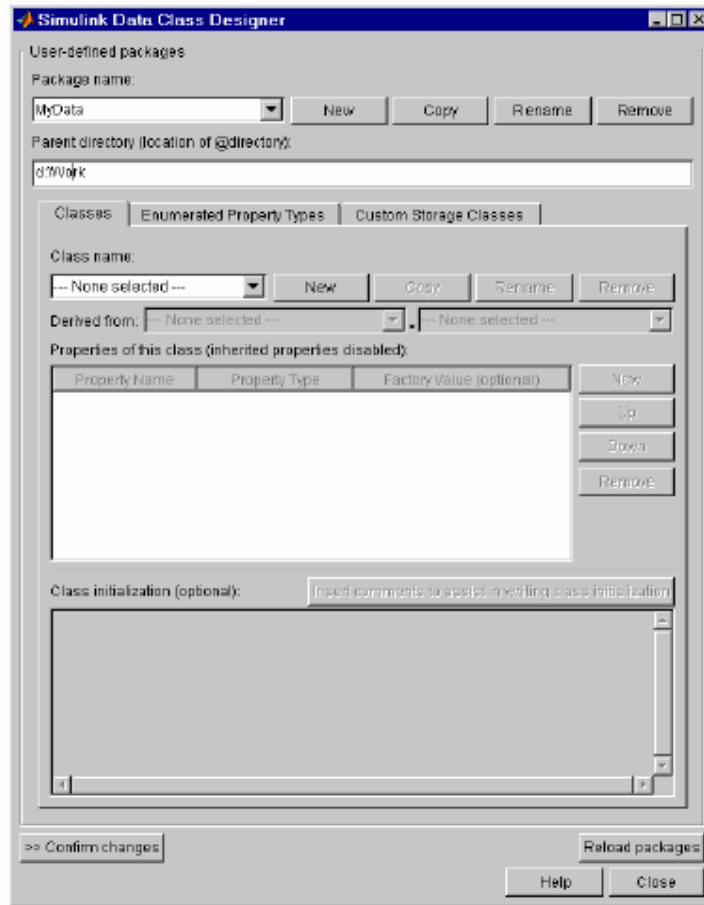 Simulink Data Class Designer
User-defined packages
Package name:
MyData New Copy Rename Remove
Parent directory (location of @directory):
d:\Work
Classes Enumerated Property Types Custom Storage Classes
Class name:
--- None selected --- New Copy Rename Remove
Derived from: --- None selected --- . --- None selected ---
Properties of this class (inherited properties disabled):
Property Name Property Type Factory Value (optional) New
Up
Down
Remove
Class initialization (optional): Insert comments to assist in writing class initialization
>> Confirm changes Reload packages
Help Close